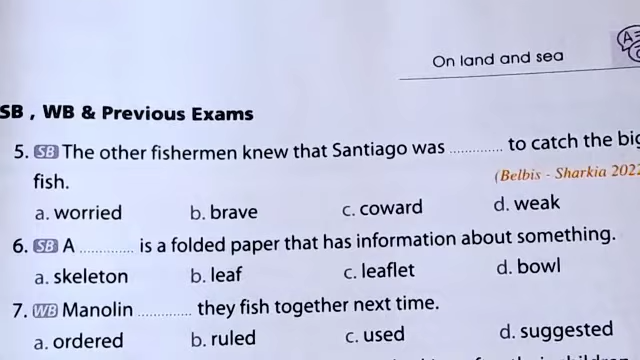 On land and sea
SB , WB & Previous Exams
5. SB The other fishermen knew that Santiago was ............ to catch the big
fish. (Belbis - Sharkia 2022
a. worried b. brave c. coward d. weak
6. SB A ............ is a folded paper that has information about something.
a. skeleton b. leaf c. leaflet d. bowl
7. WB Manolin ............ they fish together next time.
a. ordered b. ruled c. used d. suggested